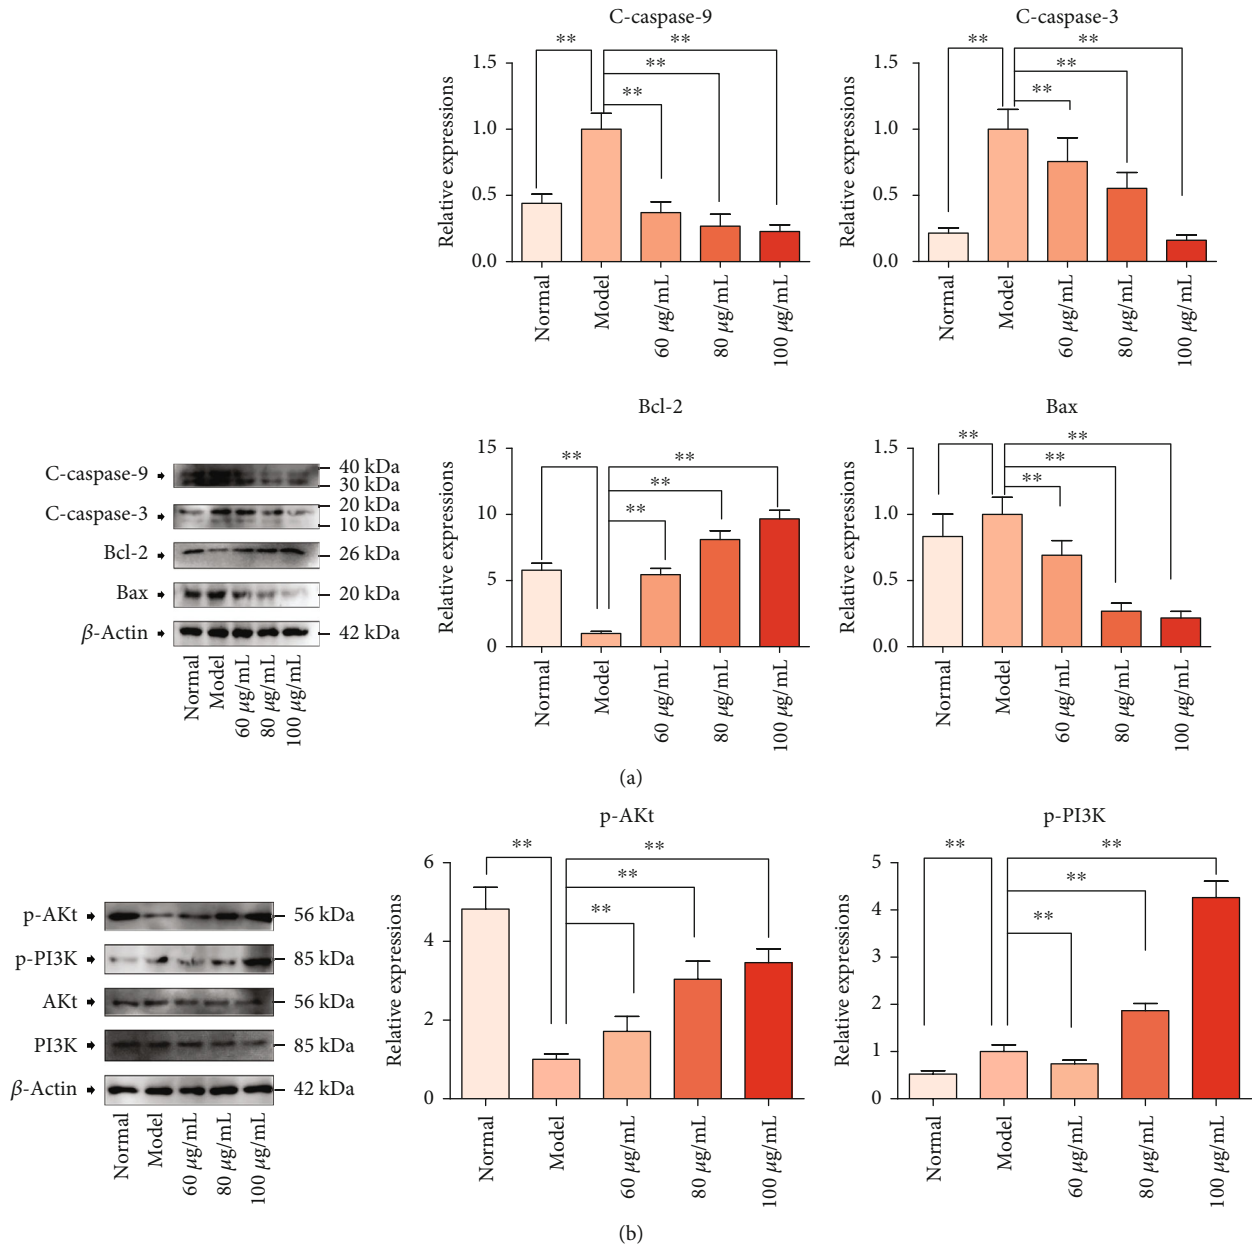 C-caspase-9
**
**
**
**
Relative expressions
1.5
1.0
0.5
0.0
Normal
Model
60 µg/mL
80 µg/mL
100 µg/mL
C-caspase-3
**
**
**
**
Relative expressions
1.5
1.0
0.5
0.0
Normal
Model
60 µg/mL
80 µg/mL
100 µg/mL
C-caspase-9
40 kDa
30 kDa
C-caspase-3
20 kDa
10 kDa
Bcl-2
26 kDa
Bax
20 kDa
β-Actin
42 kDa
Normal
Model
60 µg/mL
80 µg/mL
100 µg/mL
Bcl-2
**
**
**
**
Relative expressions
15
10
5
0
Normal
Model
60 µg/mL
80 µg/mL
100 µg/mL
Bax
**
**
**
**
Relative expressions
1.5
1.0
0.5
0.0
Normal
Model
60 µg/mL
80 µg/mL
100 µg/mL
(a)
p-AKt
56 kDa
p-PI3K
85 kDa
AKt
56 kDa
PI3K
85 kDa
β-Actin
42 kDa
Normal
Model
60 µg/mL
80 µg/mL
100 µg/mL
p-AKt
**
**
**
**
Relative expressions
6
4
2
0
Normal
Model
60 µg/mL
80 µg/mL
100 µg/mL
p-PI3K
**
**
**
**
Relative expressions
5
4
3
2
1
0
Normal
Model
60 µg/mL
80 µg/mL
100 µg/mL
(b)